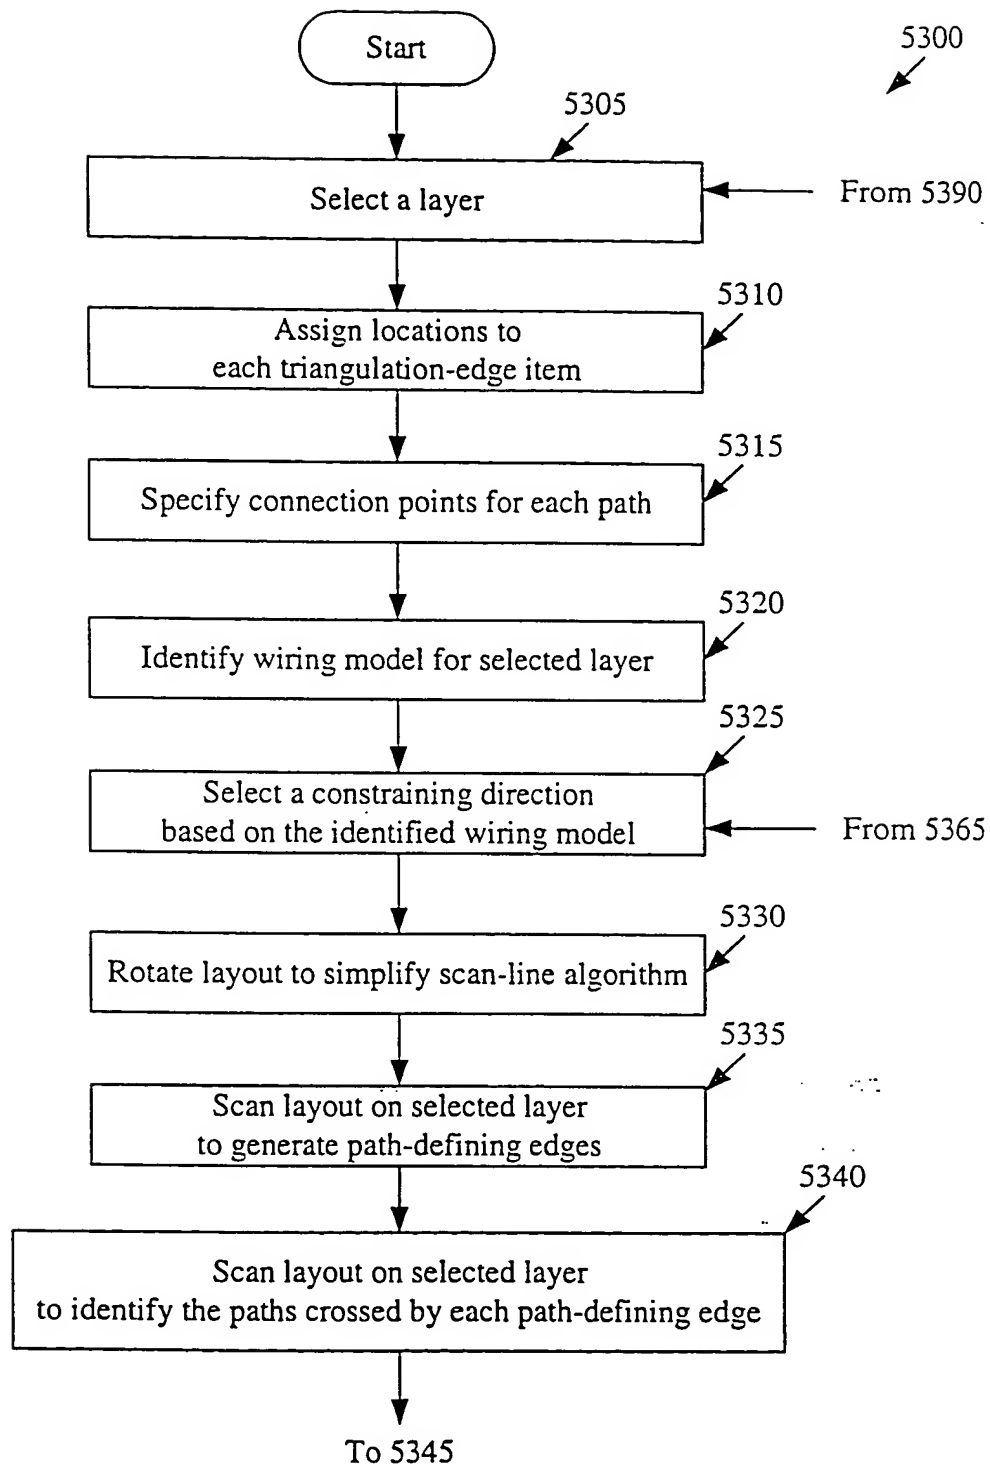 Start
5300
5305
Select a layer
From 5390
5310
Assign locations to
each triangulation-edge item
5315
Specify connection points for each path
5320
Identify wiring model for selected layer
5325
Select a constraining direction
based on the identified wiring model
From 5365
5330
Rotate layout to simplify scan-line algorithm
5335
Scan layout on selected layer
to generate path-defining edges
5340
Scan layout on selected layer
to identify the paths crossed by each path-defining edge
To 5345